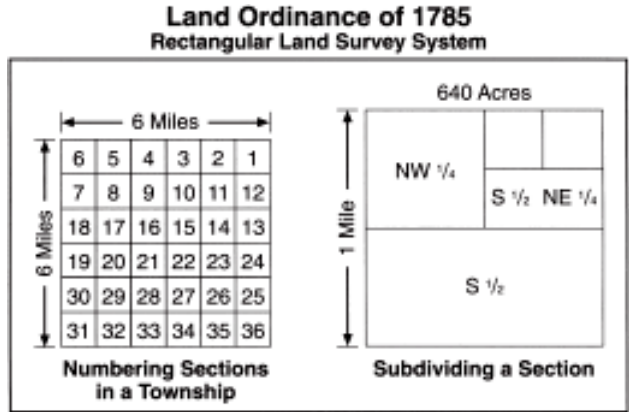 Land Ordinance of 1785
Rectangular Land Survey System
6 Miles
6 Miles
6 5 4 3 2 1
7 8 9 10 11 12
18 17 16 15 14 13
19 20 21 22 23 24
30 29 28 27 26 25
31 32 33 34 35 36
Numbering Sections
in a Township
640 Acres
1 Mile
NW 1/4
S 1/2 NE 1/4
S 1/2
Subdividing a Section